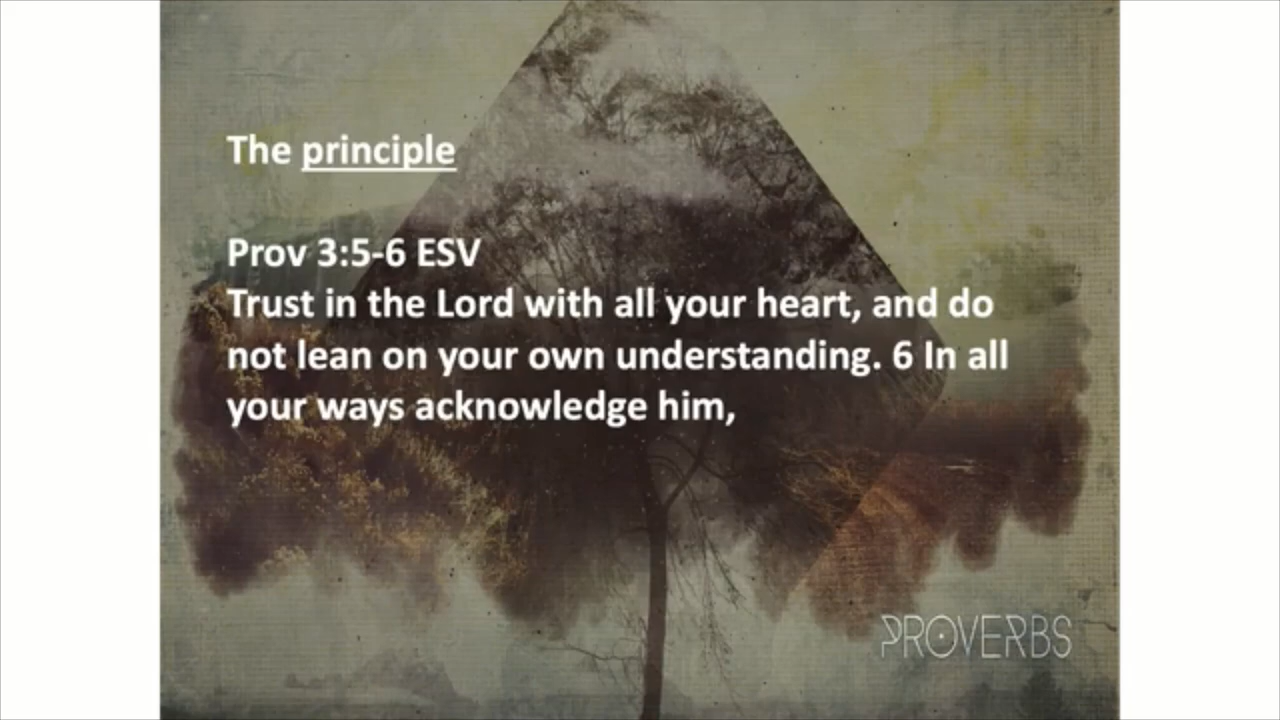 The principle
Prov 3:5-6 ESV
Trust in the Lord with all your heart, and do
not lean on your own understanding. 6 In all
your ways acknowledge him,
PROVERBS